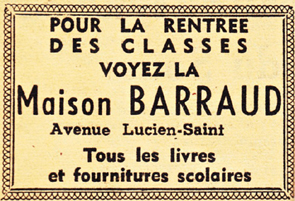 POUR LA RENTREE
DES CLASSES
VOYEZ LA
Maison BARRAUD
Avenue Lucien-Saint
Tous les livres
et fournitures scolaires